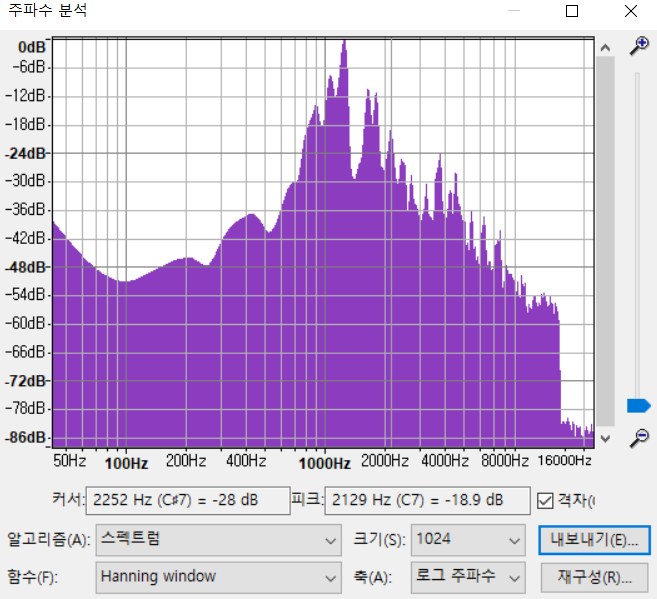 주파수 분석
0dB
-6dB
-12dB
-18dB
-24dB
-30dB
-36dB
-42dB
-48dB
-54dB
-60dB
-66dB
-72dB
-78dB
-86dB
50Hz 100Hz 200Hz 400Hz 1000Hz 2000Hz 4000Hz 8000Hz 16000Hz
커서: 2252 Hz (C♯7) = -28 dB 피크: 2129 Hz (C7) = -18.9 dB 격자(
알고리즘(A): 스펙트럼 크기(S): 1024 내보내기(E)...
함수(F): Hanning window 축(A): 로그 주파수 재구성(R)...